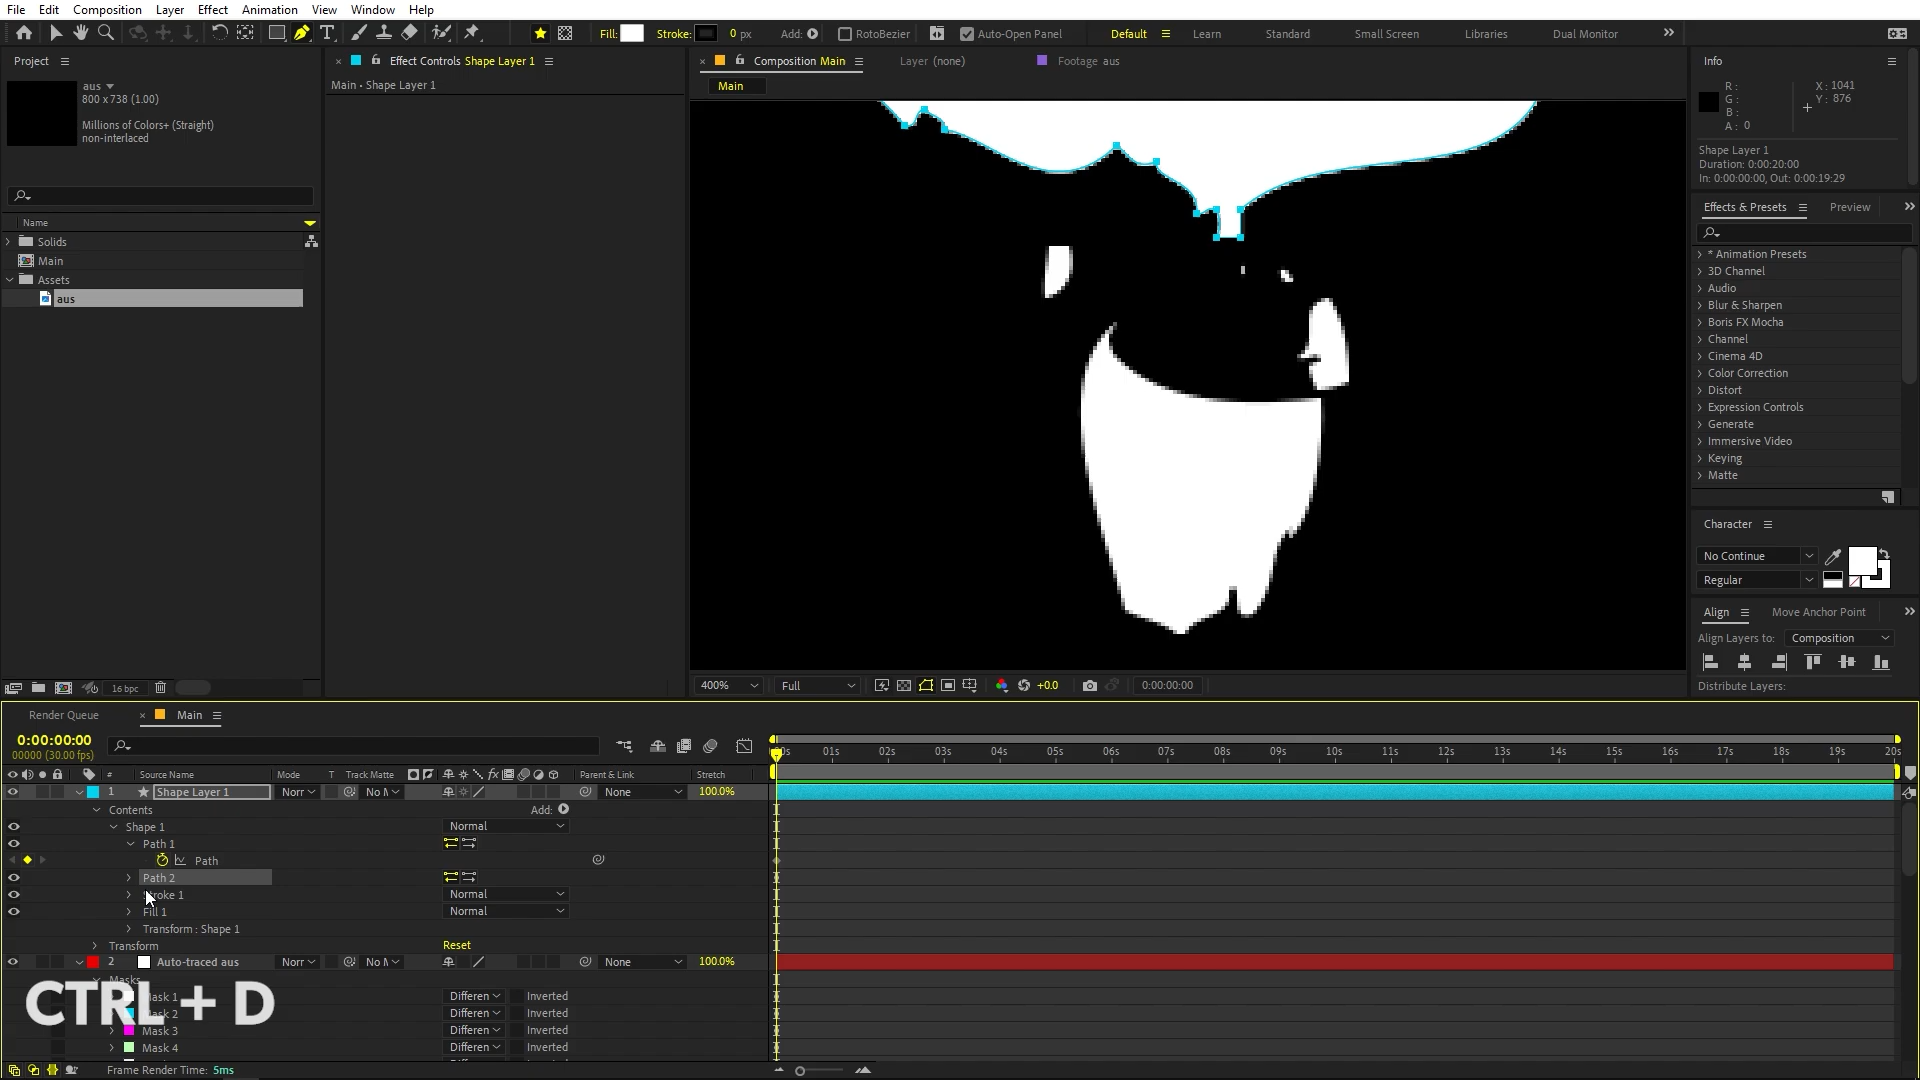 File Edit Composition Layer Effect Animation View Window Help
Fill: Stroke: 0 px Add: RotoBezier Auto-Open Panel Default Learn Standard Small Screen Libraries Dual Monitor
Project
aus
800 x 738 (1.00)
Millions of Colors+ (Straight)
non-interlaced
Name
Solids
Main
Assets
aus
16 bpc
Effect Controls Shape Layer 1
Main • Shape Layer 1
Composition Main
Layer (none)
Footage aus
Main
400%
Full
+0.0
0:00:00:00
Info
R :
G :
B :
A : 0
X : 1041
Y : 876
Shape Layer 1
Duration: 0:00:20:00
In: 0:00:00:00, Out: 0:00:19:29
Effects & Presets
Preview
* Animation Presets
3D Channel
Audio
Blur & Sharpen
Boris FX Mocha
Channel
Cinema 4D
Color Correction
Distort
Expression Controls
Generate
Immersive Video
Keying
Matte
Character
No Continue
Regular
Align
Move Anchor Point
Align Layers to: Composition
Distribute Layers:
Render Queue
Main
0:00:00:00
00000 (30.00 fps)
# Source Name Mode T Track Matte fx Parent & Link Stretch
1 Shape Layer 1 Norr No M None 100.0%
Contents Add:
Shape 1 Normal
Path 1
Path
Path 2
Stroke 1 Normal
Fill 1 Normal
Transform : Shape 1
Transform Reset
2 Auto-traced aus Norr No M None 100.0%
Masks
Mask 1 Differen Inverted
Mask 2 Differen Inverted
Mask 3 Differen Inverted
Mask 4 Differen Inverted
CTRL + D
Frame Render Time: 5ms
01s 02s 03s 04s 05s 06s 07s 08s 09s 10s 11s 12s 13s 14s 15s 16s 17s 18s 19s 20s